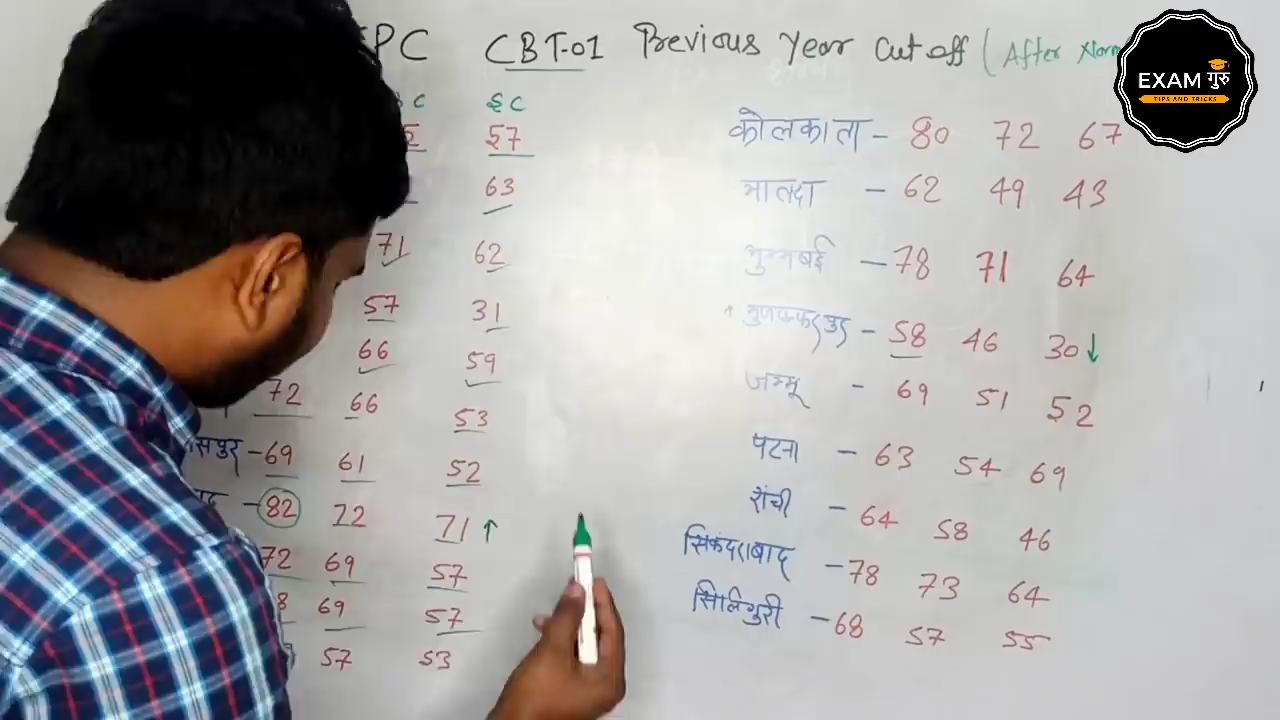 PC CBT-01 Previous Year Cut off (After
EXAM गुरु
TIPS AND TRICKS
C SC
57
63
71 62
57 31
66 59
72 66 53
69 61 52
82 72 71 ↑
72 69 57
8 69 57
57 53
कोलकाता - 80 72 67
मालदा - 62 49 43
मुम्मबई - 78 71 64
मुजफ्फरपुर - 58 46 30 ↓
जम्मू - 69 51 52
पटना - 63 54 69
रांची - 64 58 46
सिकंदराबाद - 78 73 64
सिलिगुरी - 68 57 55